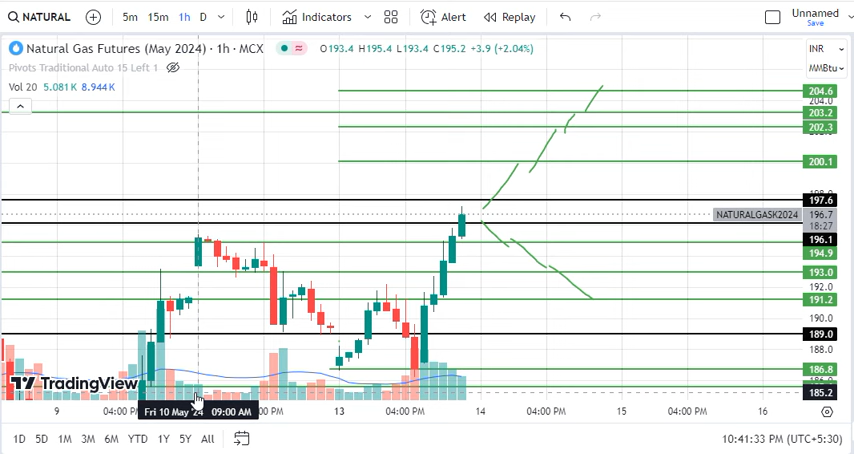 NATURAL 5m 15m 1h D Indicators Alert Replay Unnamed
Save
Natural Gas Futures (May 2024) · 1h · MCX O193.4 H195.4 L193.4 C195.2 +3.9 (+2.04%) INR
Pivots Traditional Auto 15 Left 1 MMBtu
Vol 20 5.081 K 8.944 K
204.6
204.0
203.2
202.3
200.1
197.6
NATURALGASK2024 196.7
18:27
196.1
194.9
193.0
192.0
191.2
190.0
189.0
188.0
186.8
TradingView
185.2
9 04:00 PM Fri 10 May '24 09:00 AM PM 13 04:00 PM 14 04:00 PM 15 04:00 PM 16
1D 5D 1M 3M 6M YTD 1Y 5Y All 10:41:33 PM (UTC+5:30)